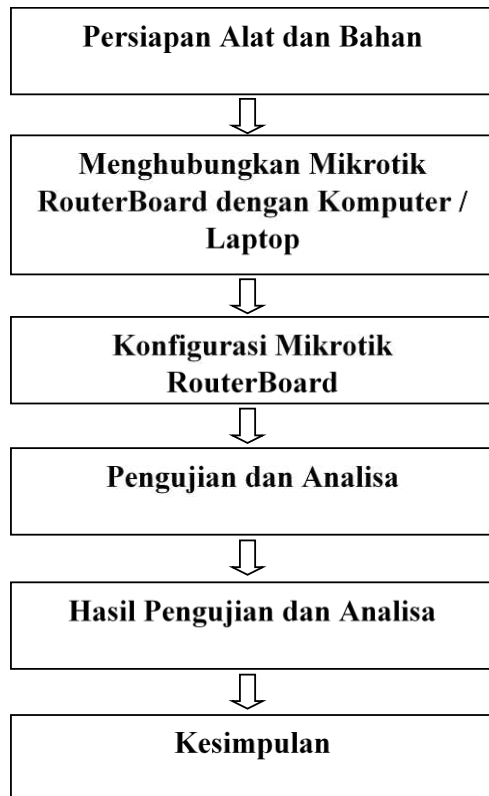 Persiapan Alat dan Bahan
Menghubungkan Mikrotik
RouterBoard dengan Komputer /
Laptop
Konfigurasi Mikrotik
RouterBoard
Pengujian dan Analisa
Hasil Pengujian dan Analisa
Kesimpulan